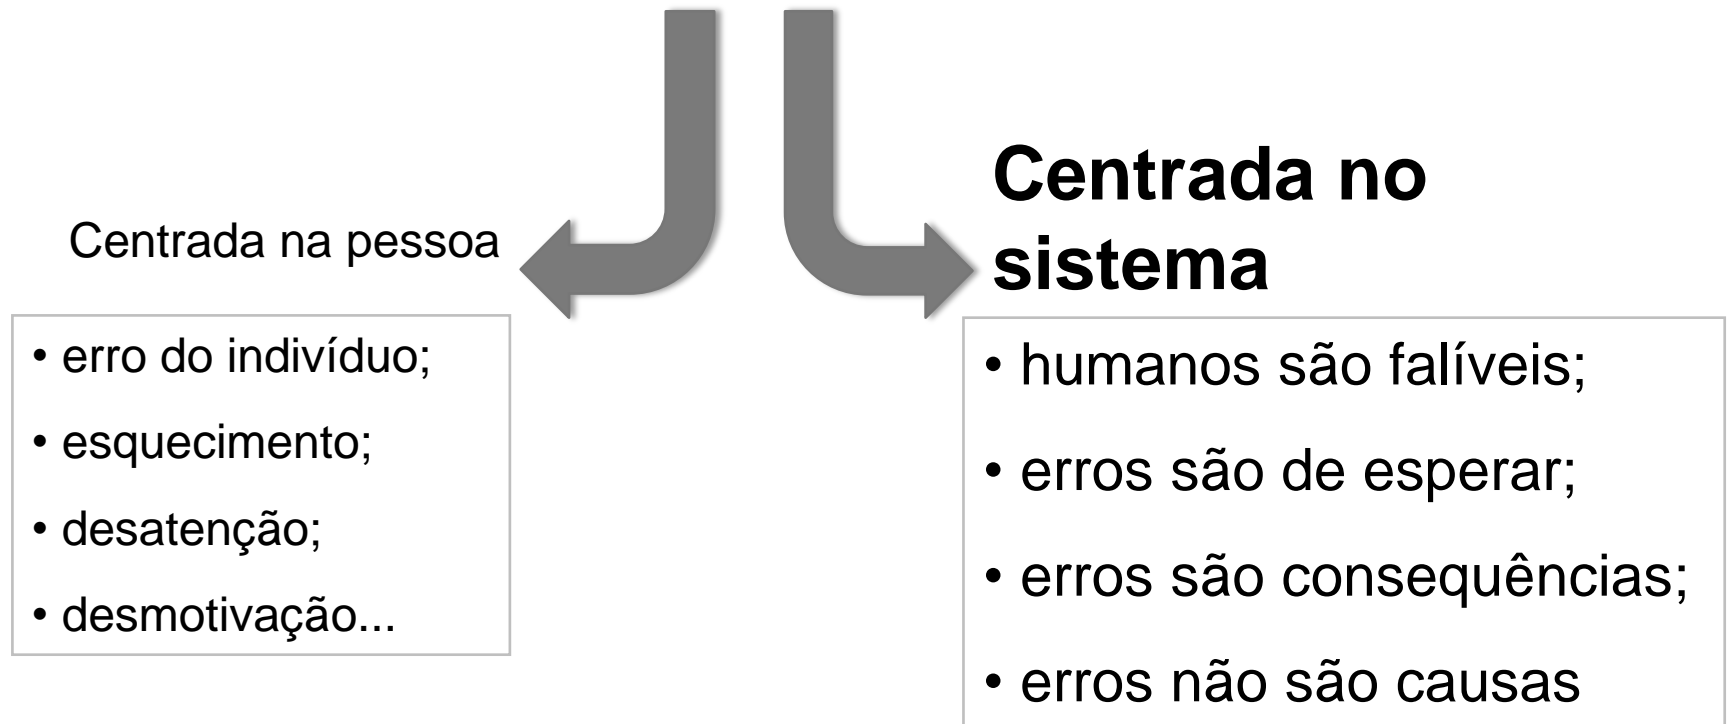 Centrada na pessoa
• erro do indivíduo;
• esquecimento;
• desatenção;
• desmotivação...
Centrada no
sistema
• humanos são falíveis;
• erros são de esperar;
• erros são consequências;
• erros não são causas